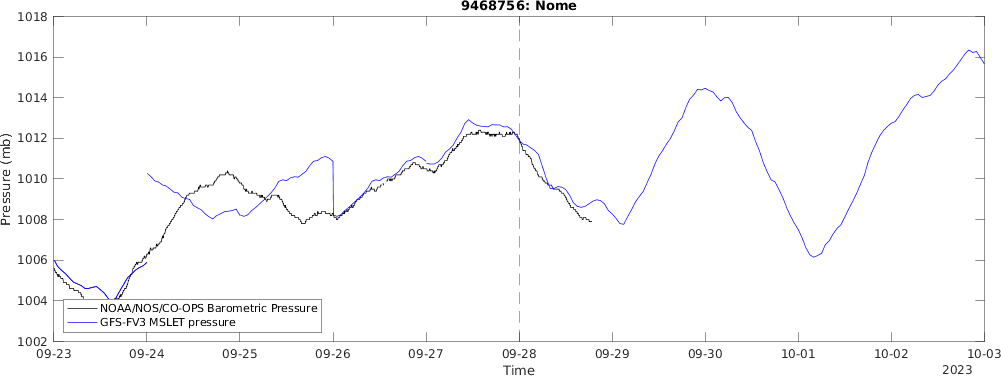 9468756: Nome
1018
1016
1014
1012
1010
1008
1006
1004
1002
Pressure (mb)
NOAA/NOS/CO-OPS Barometric Pressure
GFS-FV3 MSLET pressure
09-23 09-24 09-25 09-26 09-27 09-28 09-29 09-30 10-01 10-02 10-03
Time
2023